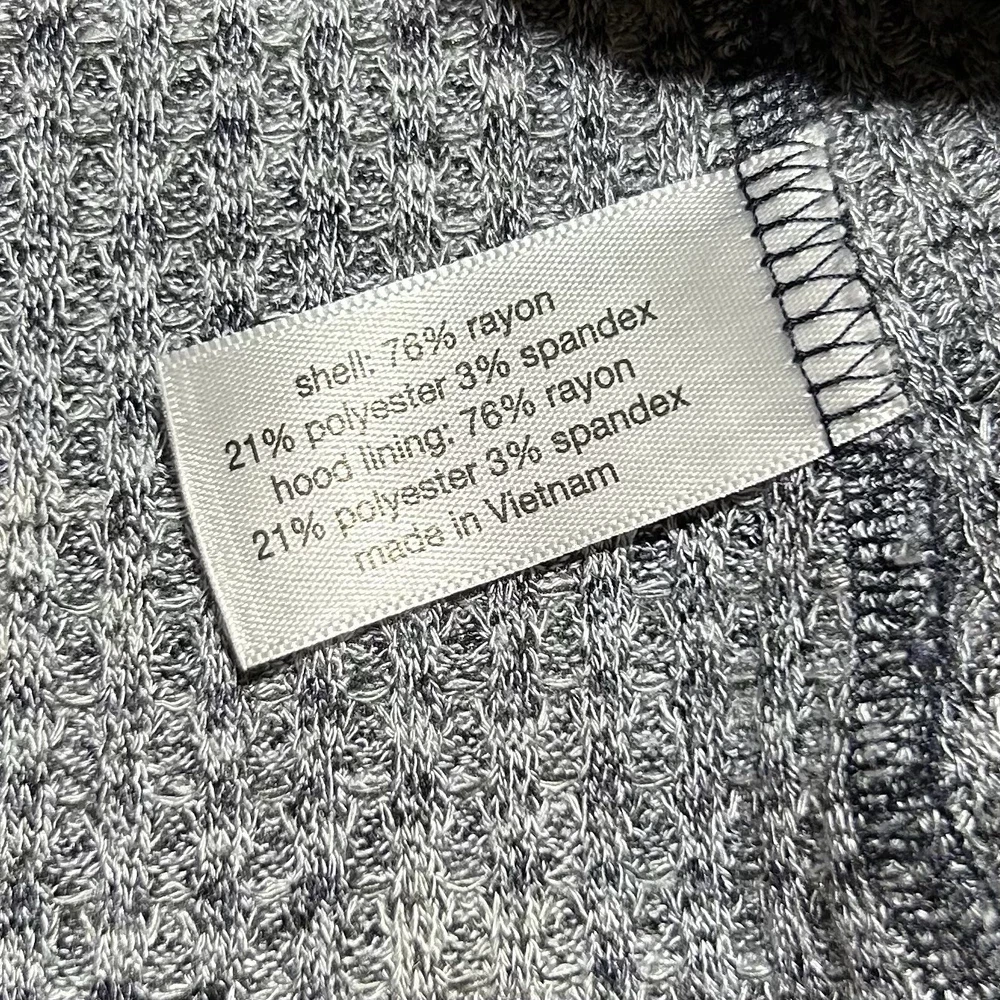 shell: 76% rayon
21% polyester 3% spandex
hood lining: 76% rayon
21% polyester 3% spandex
made in Vietnam